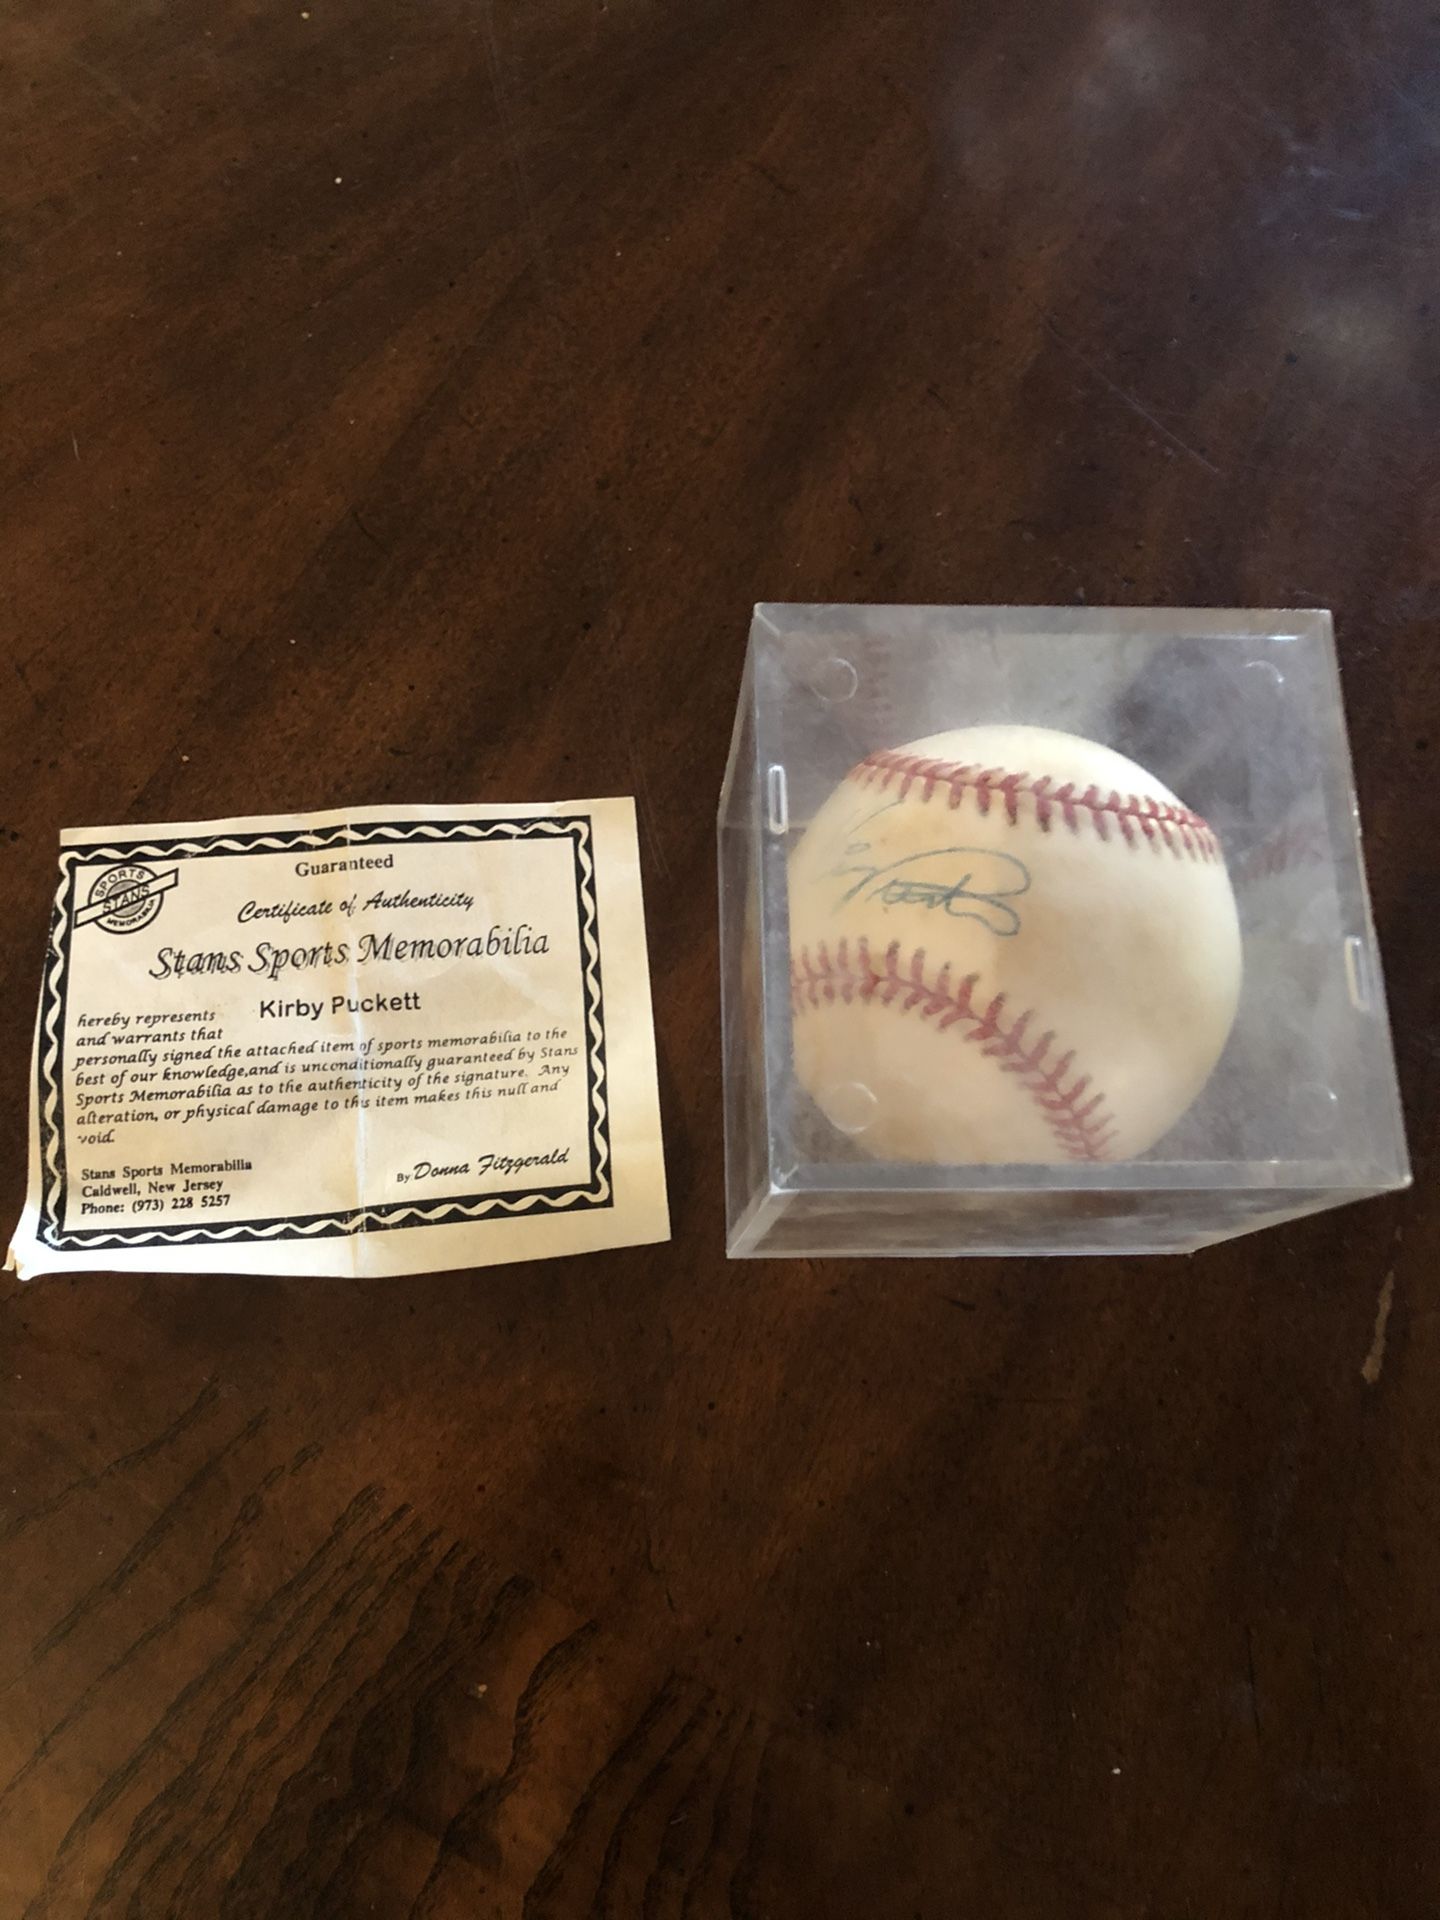 Guaranteed
SPORTS
STANS
MEMORABILIA
Certificate of Authenticity
Stans Sports Memorabilia
hereby represents
and warrants that
Kirby Puckett
personally signed the attached item of sports memorabilia to the
best of our knowledge,and is unconditionally guaranteed by Stans
Sports Memorabilia as to the authenticity of the signature. Any
alteration, or physical damage to this item makes this null and
void.
Stans Sports Memorabilia
Caldwell, New Jersey
Phone: (973) 228 5257
By Donna Fitzgerald